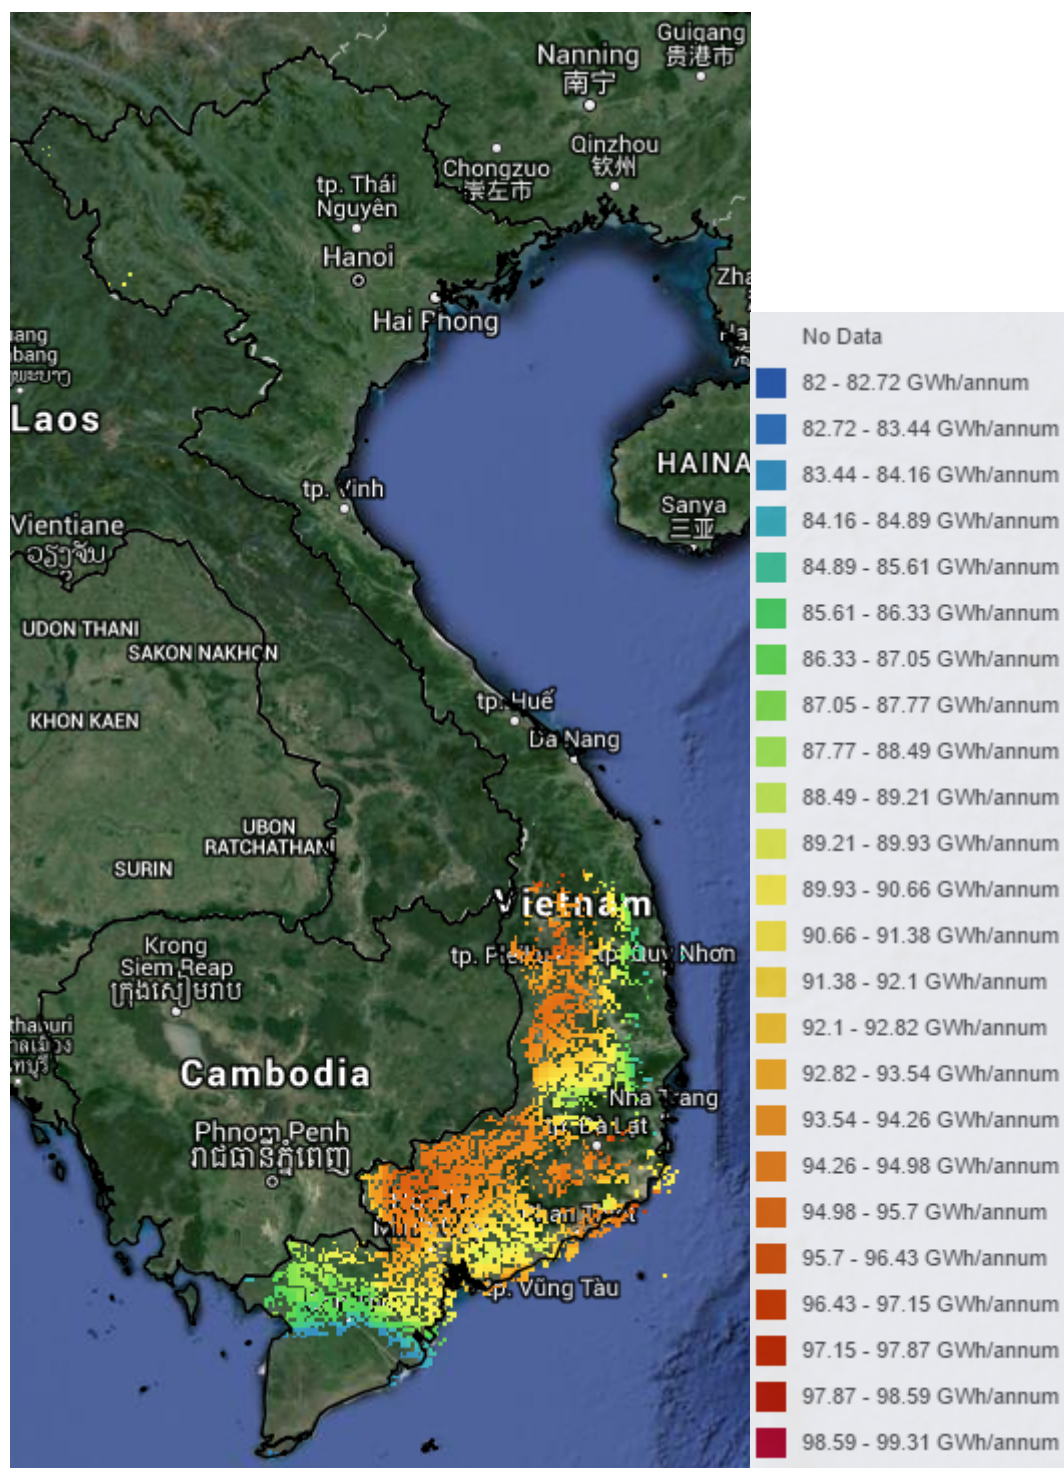 Guigang
贵港市
Nanning
南宁
Qinzhou
钦州
Chongzuo
崇左市
tp. Thái
Nguyên
Hanoi
Hai Phong
Laos
HAINA
Sanya
三亚
tp. Vinh
Vientiane
ວຽງຈັນ
UDON THANI
SAKON NAKHON
KHON KAEN
tp. Huế
Da Nang
UBON
RATCHATHANI
SURIN
Vietnam
Krong
Siem Reap
ក្រុងសៀមរាប
tp. Quy Nhơn
Cambodia
Nha Trang
tp. Đà Lạt
Phnom Penh
រាជធានីភ្នំពេញ
tp. Vũng Tàu
No Data
82 - 82.72 GWh/annum
82.72 - 83.44 GWh/annum
83.44 - 84.16 GWh/annum
84.16 - 84.89 GWh/annum
84.89 - 85.61 GWh/annum
85.61 - 86.33 GWh/annum
86.33 - 87.05 GWh/annum
87.05 - 87.77 GWh/annum
87.77 - 88.49 GWh/annum
88.49 - 89.21 GWh/annum
89.21 - 89.93 GWh/annum
89.93 - 90.66 GWh/annum
90.66 - 91.38 GWh/annum
91.38 - 92.1 GWh/annum
92.1 - 92.82 GWh/annum
92.82 - 93.54 GWh/annum
93.54 - 94.26 GWh/annum
94.26 - 94.98 GWh/annum
94.98 - 95.7 GWh/annum
95.7 - 96.43 GWh/annum
96.43 - 97.15 GWh/annum
97.15 - 97.87 GWh/annum
97.87 - 98.59 GWh/annum
98.59 - 99.31 GWh/annum